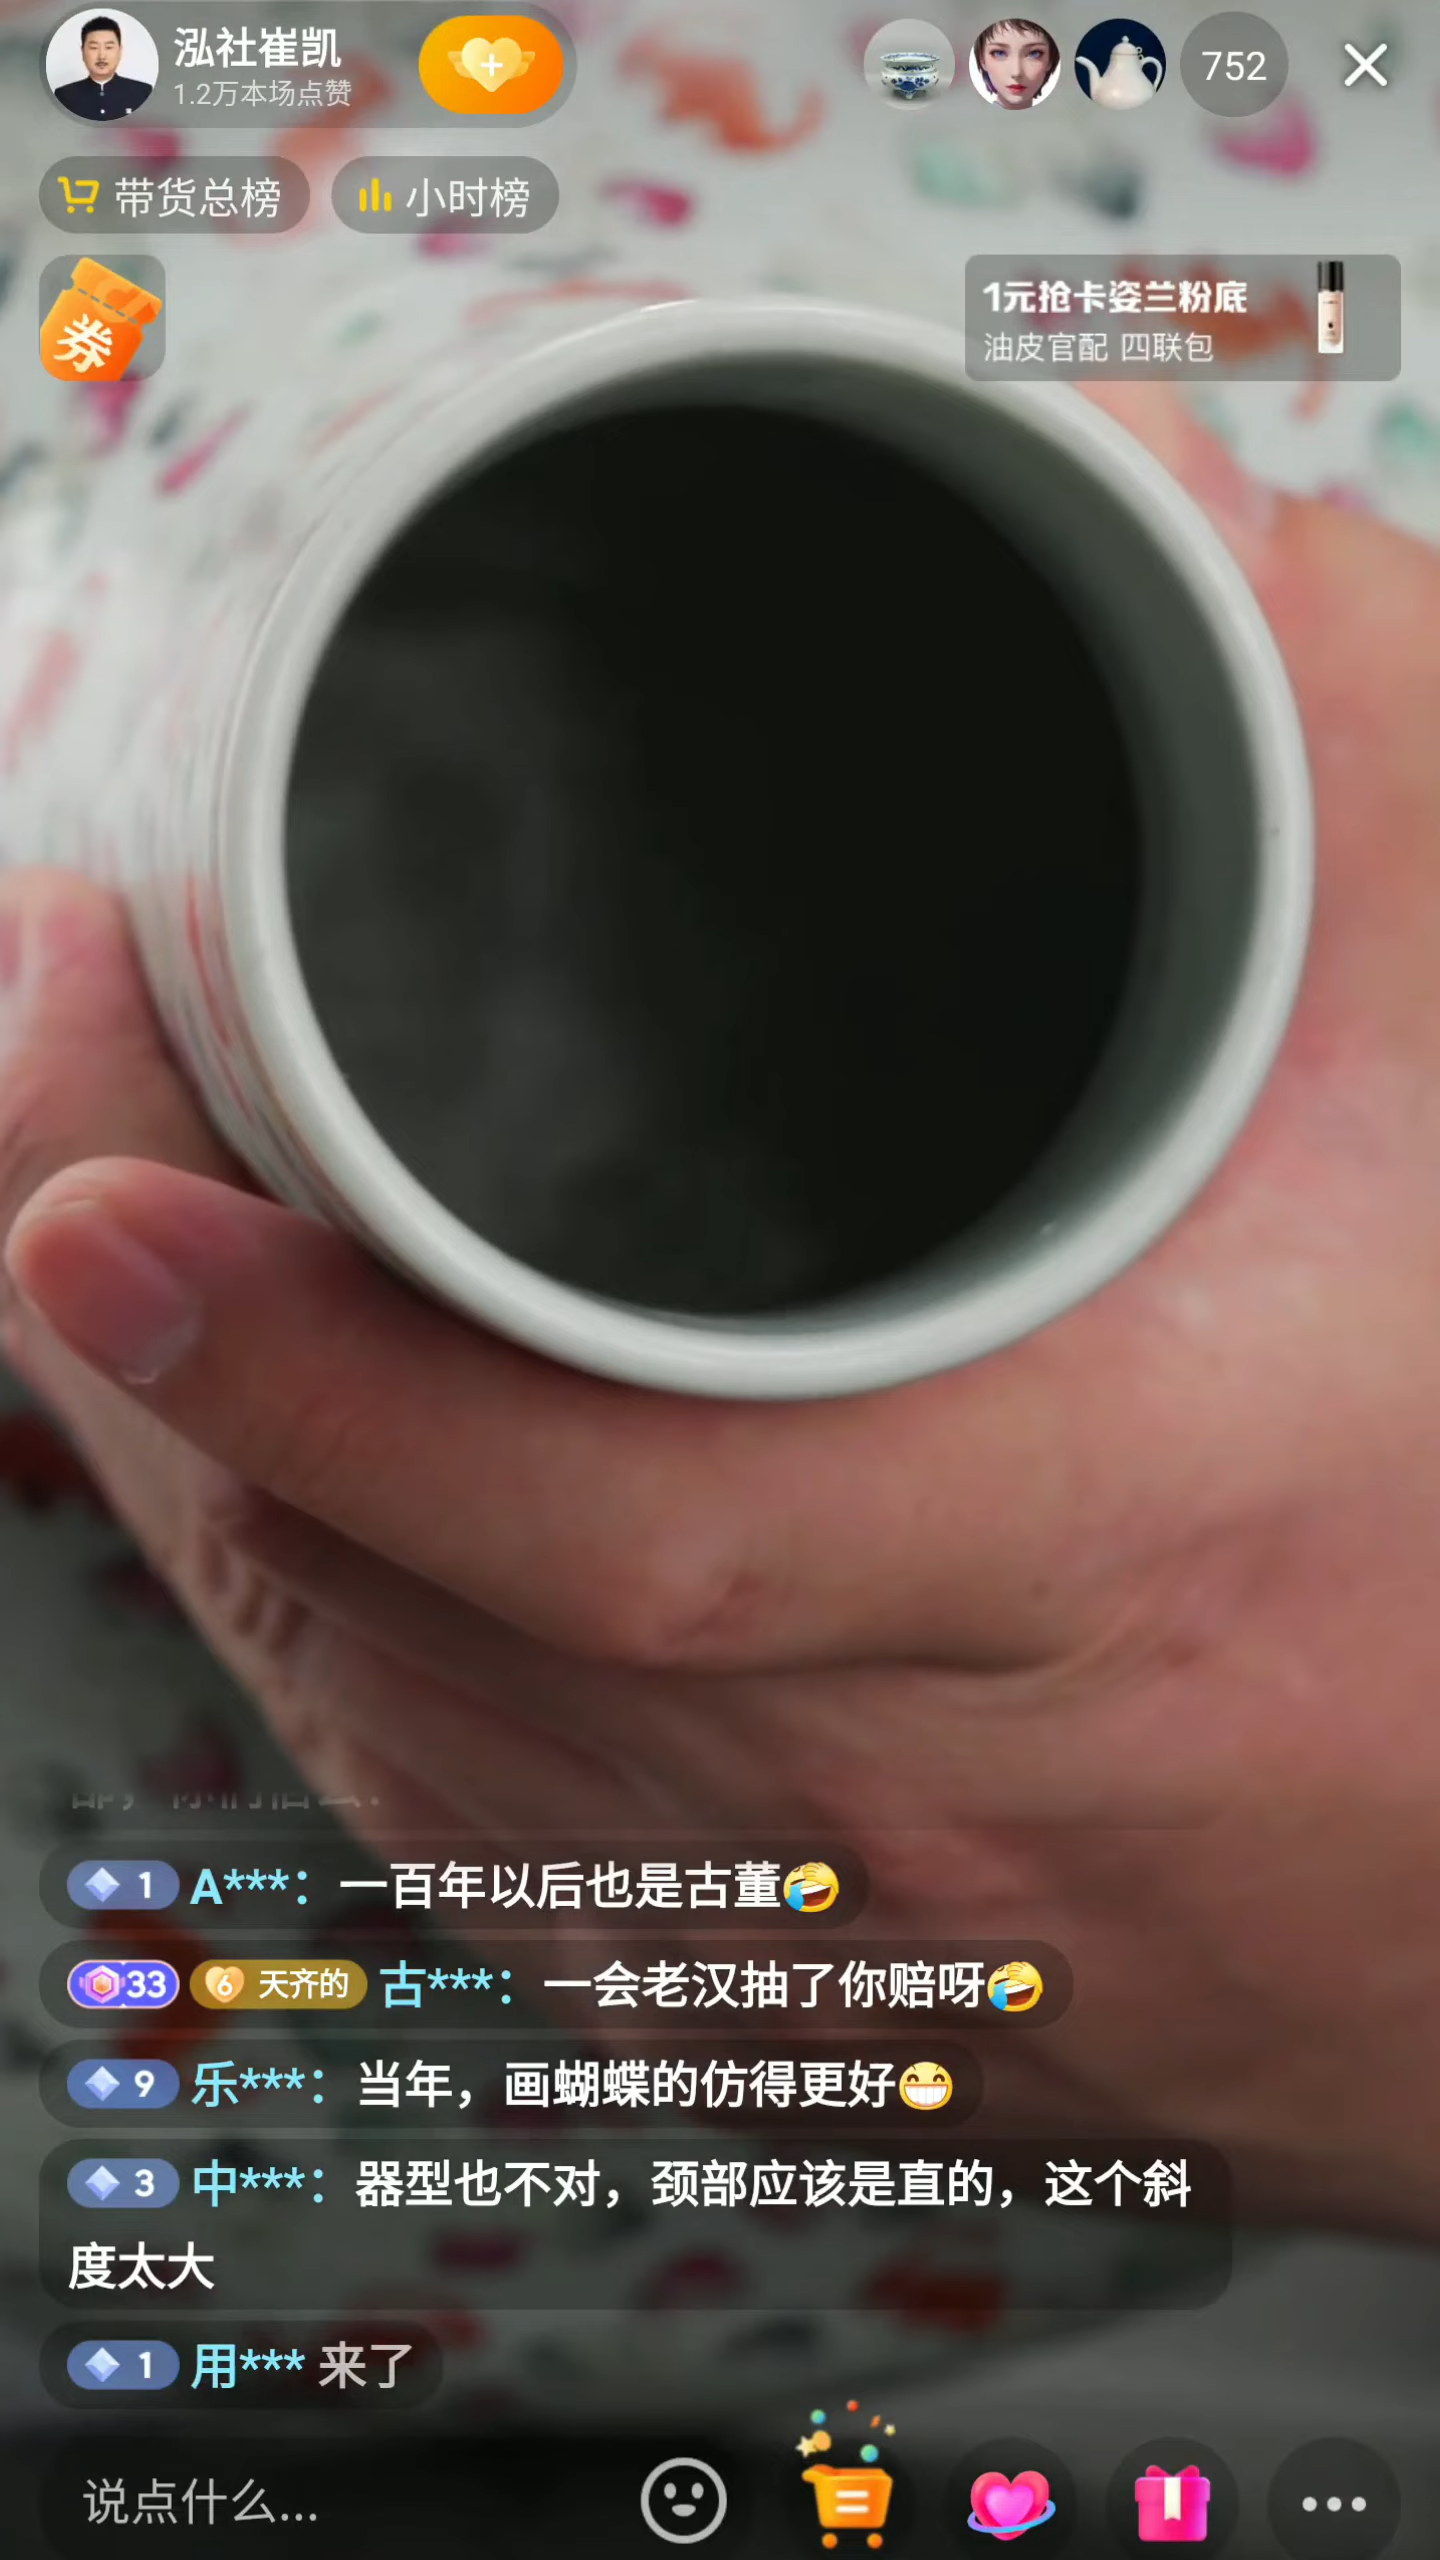 泓社崔凯
1.2万本场点赞
752
带货总榜
小时榜
券
1元抢卡姿兰粉底
油皮官配 四联包
1 A***：一百年以后也是古董
33 6 天齐的 古***：一会老汉抽了你赔呀
9 乐***：当年，画蝴蝶的仿得更好
3 中***：器型也不对，颈部应该是直的，这个斜
度太大
1 用*** 来了
说点什么...